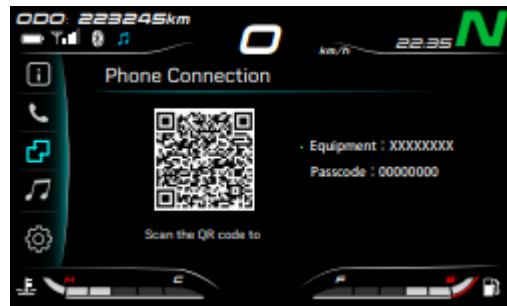 ODO: 223245km
0
km/h
22:35
N
Phone Connection
Equipment : XXXXXXXX
Passcode : 00000000
Scan the QR code to
H
C
F
E